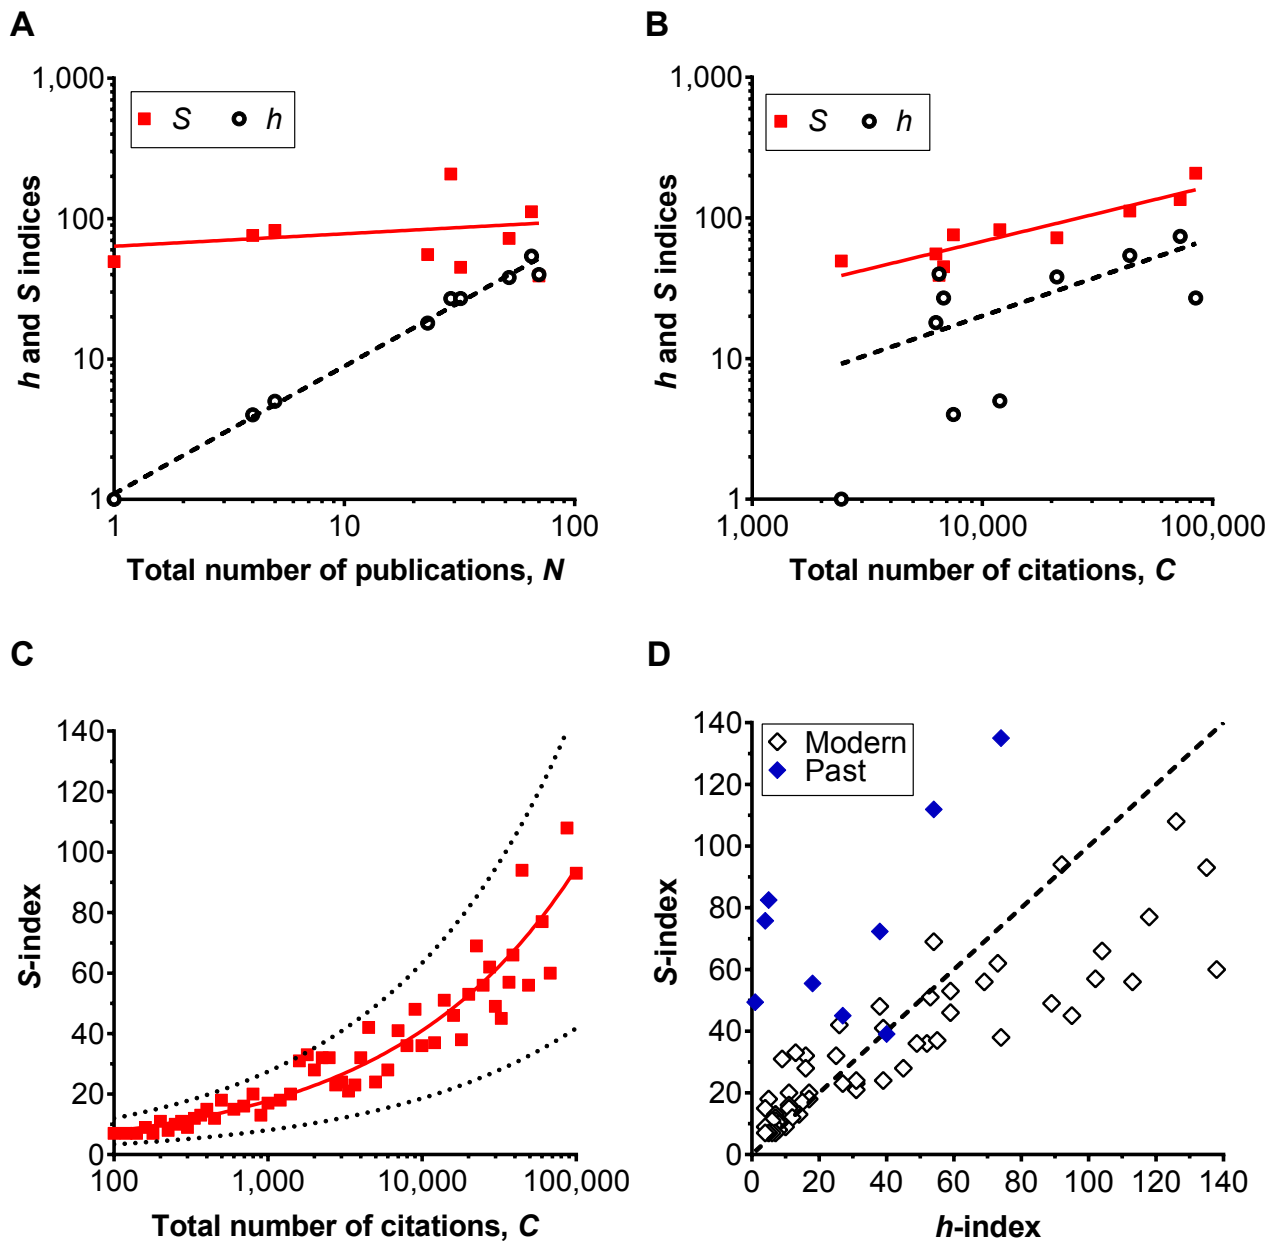 A
1,000
100
10
1
h and S indices
S h
1 10 100
Total number of publications, N
B
1,000
100
10
1
h and S indices
S h
1,000 10,000 100,000
Total number of citations, C
C
140
120
100
80
60
40
20
0
S-index
100 1,000 10,000 100,000
Total number of citations, C
D
140
120
100
80
60
40
20
0
S-index
Modern
Past
0 20 40 60 80 100 120 140
h-index